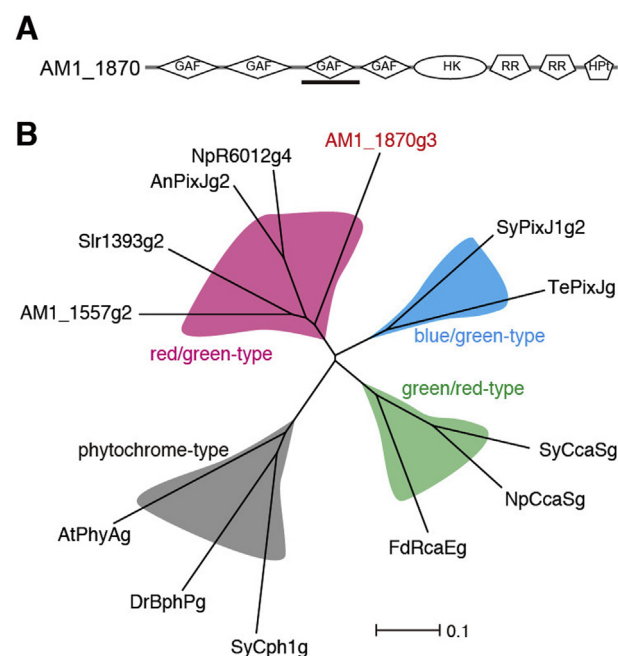 A
AM1_1870
GAF GAF GAF GAF HK RR RR HPt
B
AM1_1870g3
NpR6012g4
AnPixJg2
Slr1393g2
AM1_1557g2
red/green-type
SyPixJ1g2
TePixJg
blue/green-type
green/red-type
SyCcaSg
NpCcaSg
FdRcaEg
phytochrome-type
AtPhyAg
DrBphPg
SyCph1g
0.1